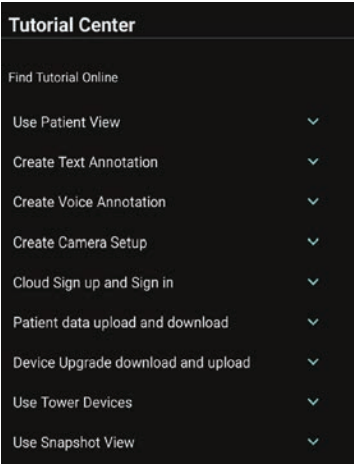 Tutorial Center
Find Tutorial Online
Use Patient View
Create Text Annotation
Create Voice Annotation
Create Camera Setup
Cloud Sign up and Sign in
Patient data upload and download
Device Upgrade download and upload
Use Tower Devices
Use Snapshot View